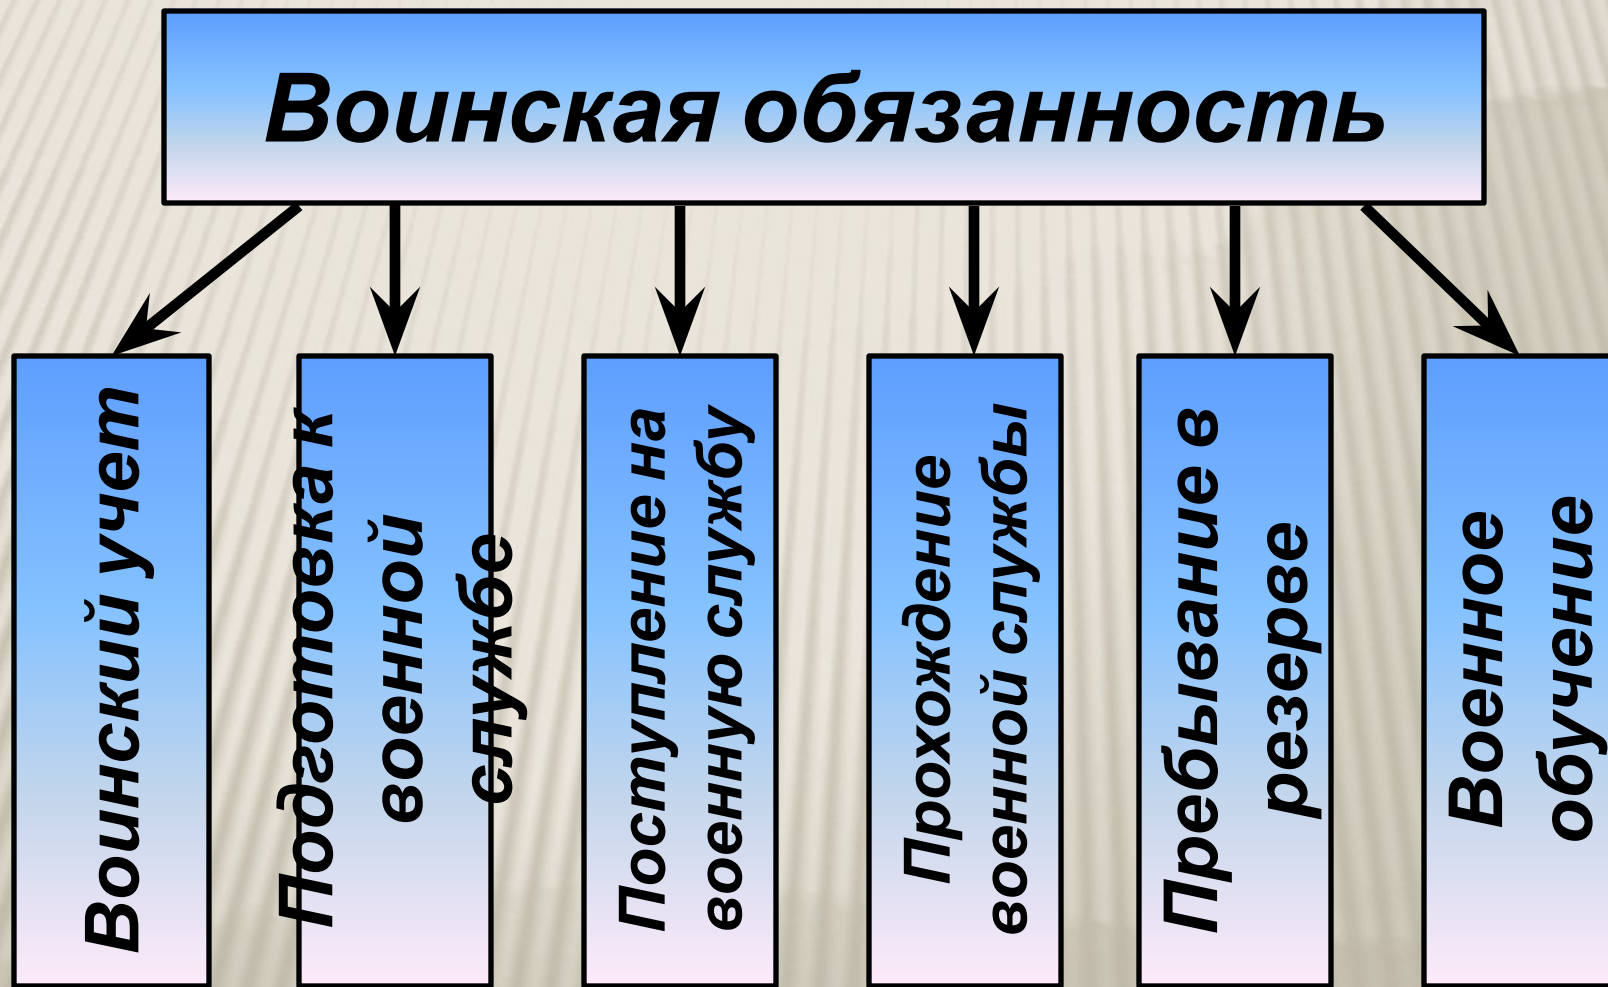 Воинская обязанность
Воинский учет
Подготовка к
военной
службе
Поступление на
военную службу
Прохождение
военной службы
Пребывание в
резерве
Военное
обучение